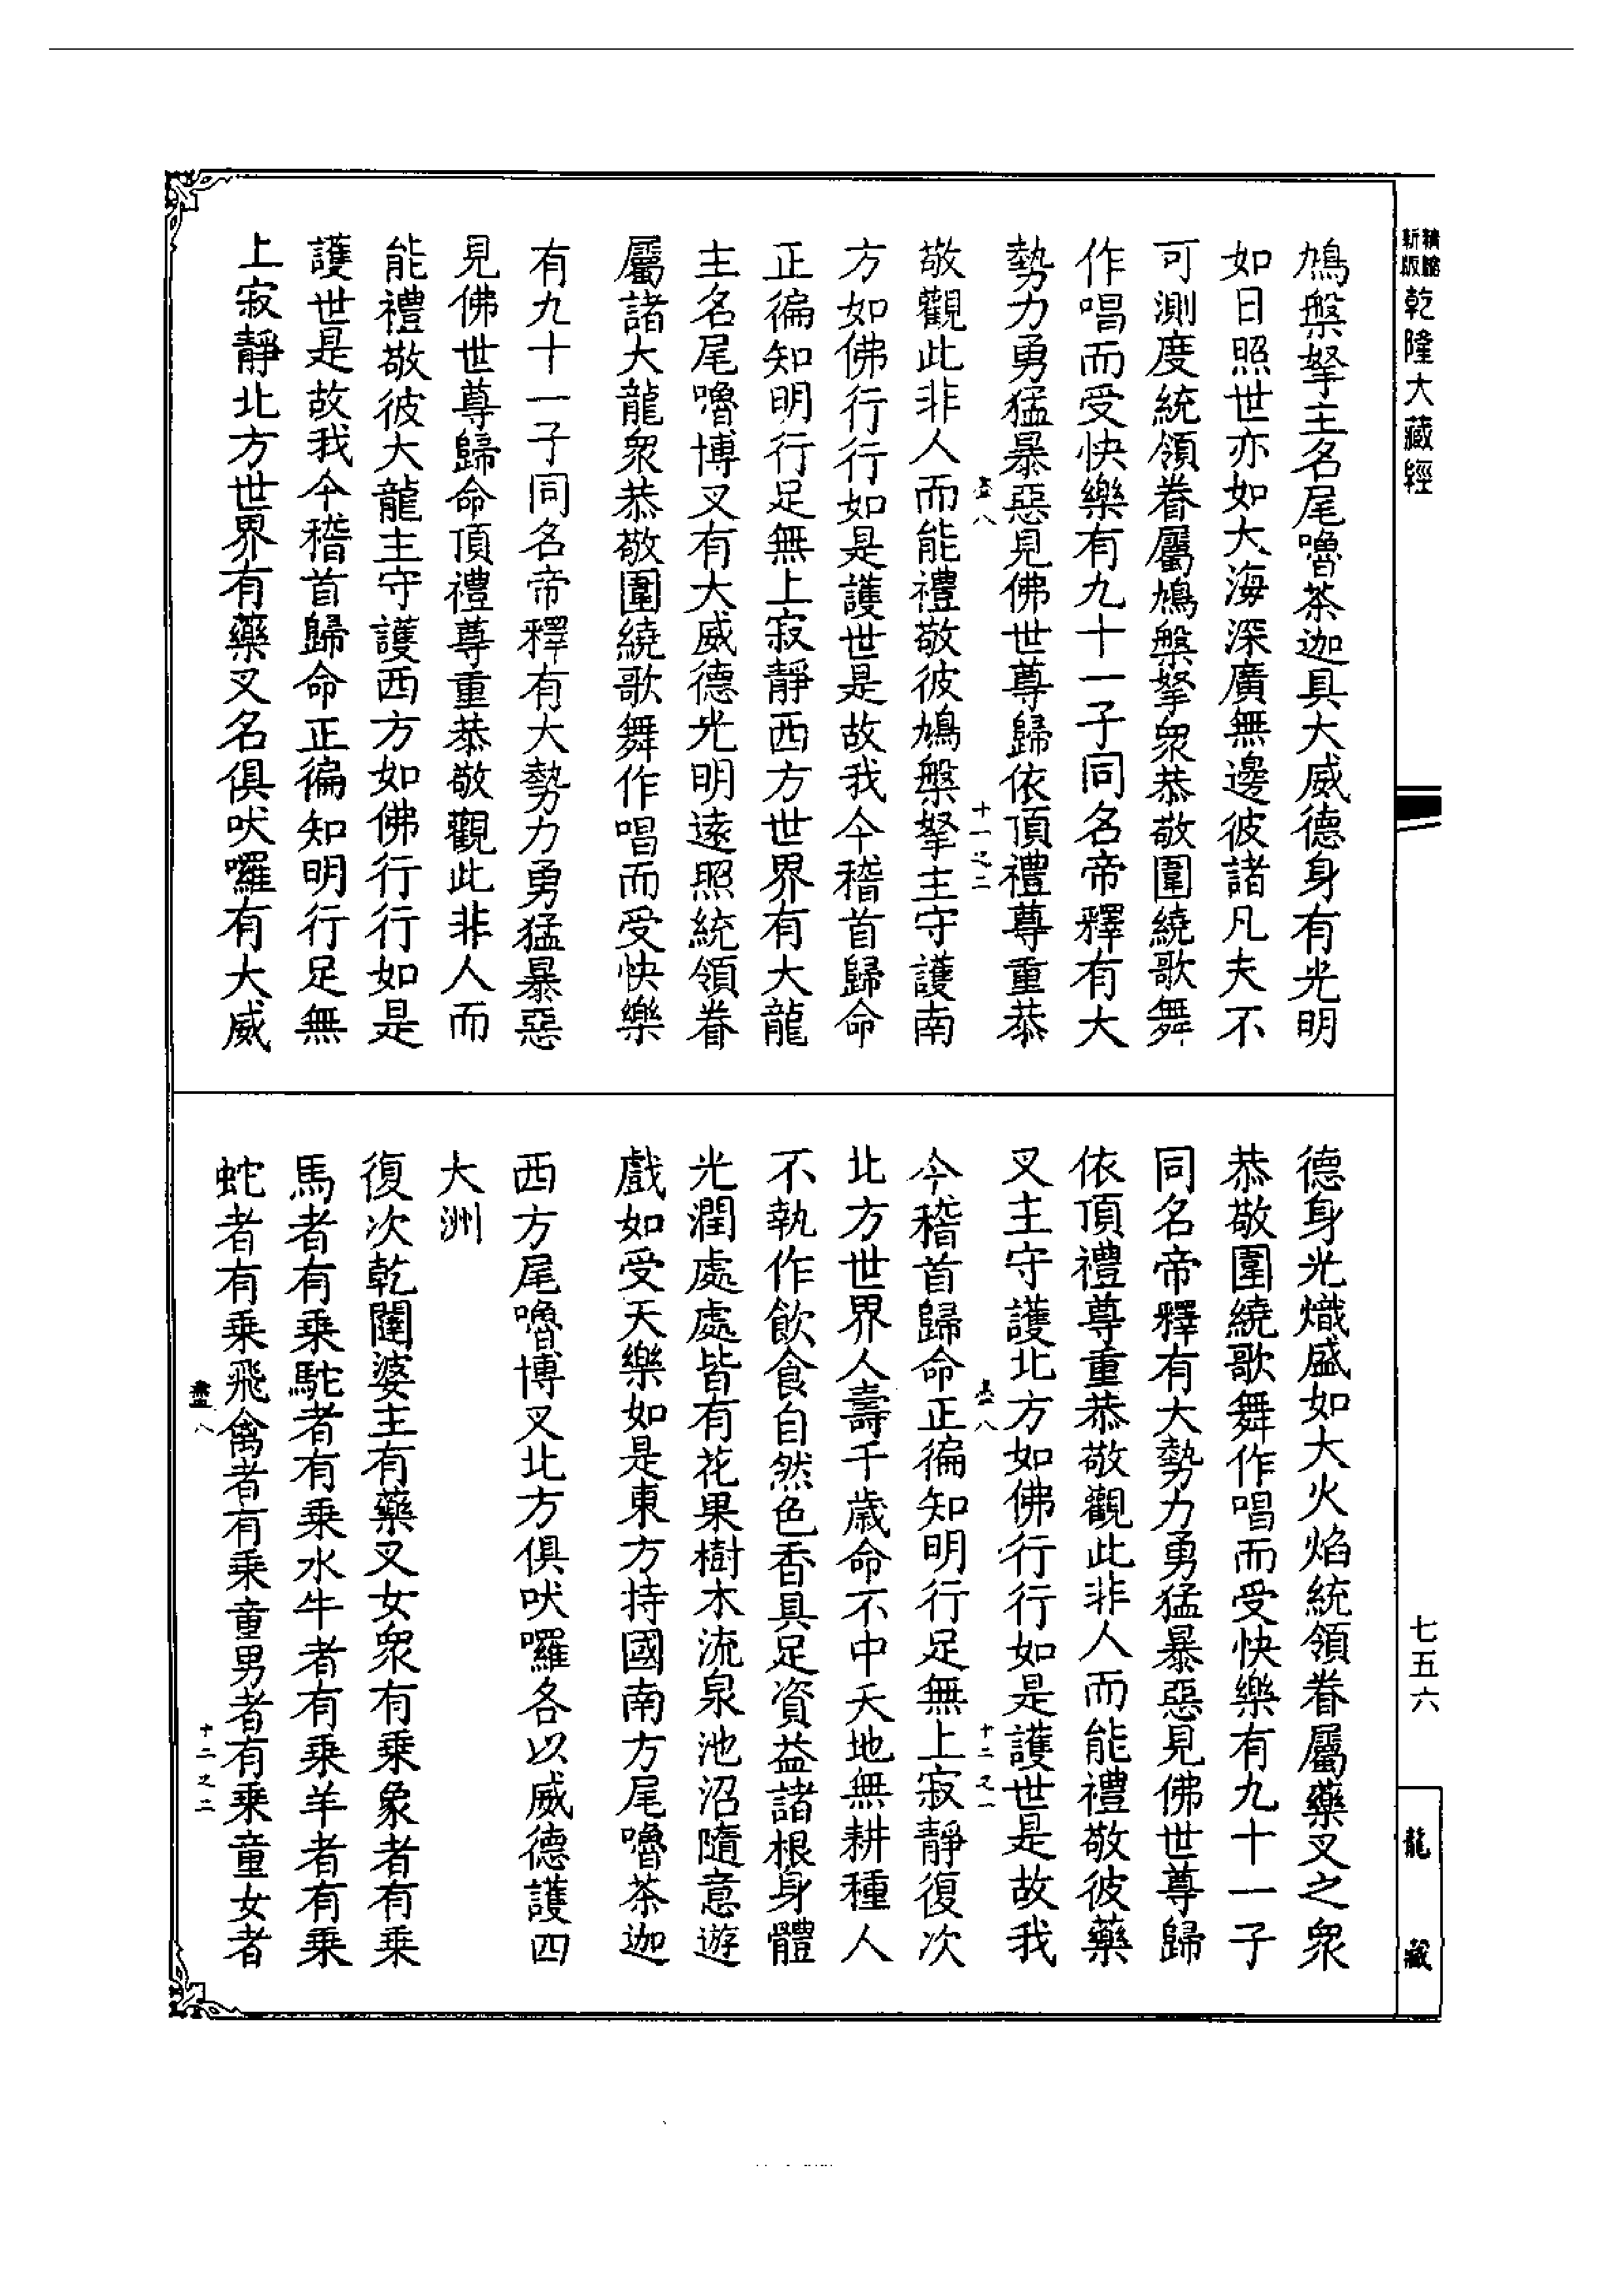 新版 精縮 乾隆大藏經
鳩槃拏主名尾嚕茶迦具大威德身有光明
如日照世亦如大海深廣無邊彼諸凡夫不
可測度統領眷屬鳩槃拏眾恭敬圍繞歌舞
作唱而受快樂有九十一子同名帝釋有大
勢力勇猛暴惡見佛世尊歸依頂禮尊重恭
八 十一之二
敬觀此非人而能禮敬彼鳩槃拏主守護南
方如佛行行如是護世是故我今稽首歸命
正徧知明行足無上寂靜西方世界有大龍
主名尾嚕博叉有大威德光明遠照統領眷
屬諸大龍眾恭敬圍繞歌舞作唱而受快樂
有九十一子同名帝釋有大勢力勇猛暴惡
見佛世尊歸命頂禮尊重恭敬觀此非人而
能禮敬彼大龍主守護西方如佛行行如是
護世是故我今稽首歸命正徧知明行足無
上寂靜北方世界有藥叉名俱吠囉有大威
德身光熾盛如大火焰統領眷屬藥叉之眾
恭敬圍繞歌舞作唱而受快樂有九十一子
同名帝釋有大勢力勇猛暴惡見佛世尊歸
依頂禮尊重恭敬觀此非人而能禮敬彼藥
叉主守護北方如佛行行如是護世是故我
八 十二之一
今稽首歸命正徧知明行足無上寂靜復次
北方世界人壽千歲命不中夭地無耕種人
不執作飲食自然色香具足資益諸根身體
光潤處處皆有花果樹木流泉池沼隨意遊
戲如受天樂如是東方持國南方尾嚕茶迦
西方尾嚕博叉北方俱吠囉各以威德護四
大洲
復次乾闥婆主有藥叉女眾有乘象者有乘
馬者有乘駝者有乘水牛者有乘羊者有乘
蛇者有乘飛禽者有乘童男者有乘童女者
八 十二之二
七五六
龍藏